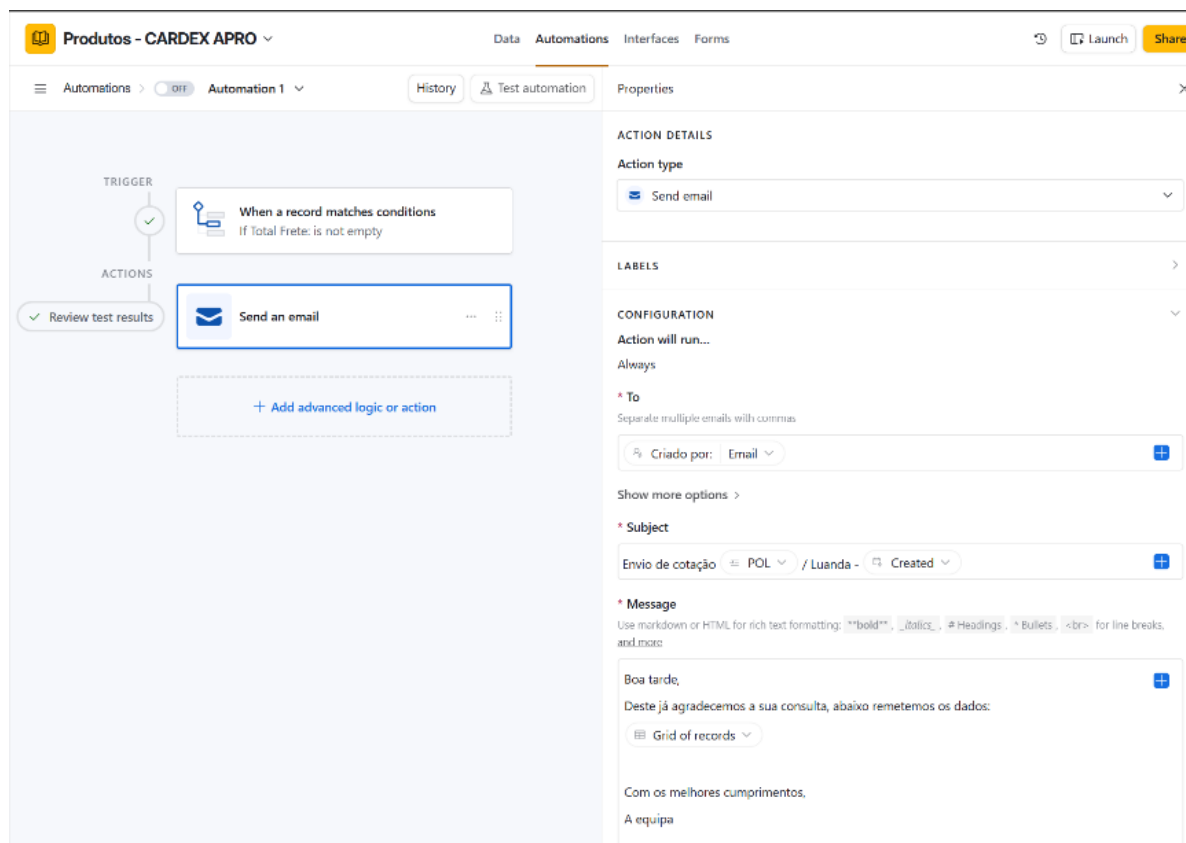 Produtos - CARDEX APRO
Data Automations Interfaces Forms
Launch
Share
Automations
OFF
Automation 1
History
Test automation
TRIGGER
When a record matches conditions
If Total Frete: is not empty
ACTIONS
Review test results
Send an email
+ Add advanced logic or action
Properties
ACTION DETAILS
Action type
Send email
LABELS
CONFIGURATION
Action will run...
Always
* To
Separate multiple emails with commas
Criado por: Email
Show more options >
* Subject
Envio de cotação POL / Luanda - Created
* Message
Use markdown or HTML for rich text formatting: **bold**, _italics_, # Headings, * Bullets, <br> for line breaks,
and more
Boa tarde,
Deste já agradecemos a sua consulta, abaixo remetemos os dados:
Grid of records
Com os melhores cumprimentos,
A equipa